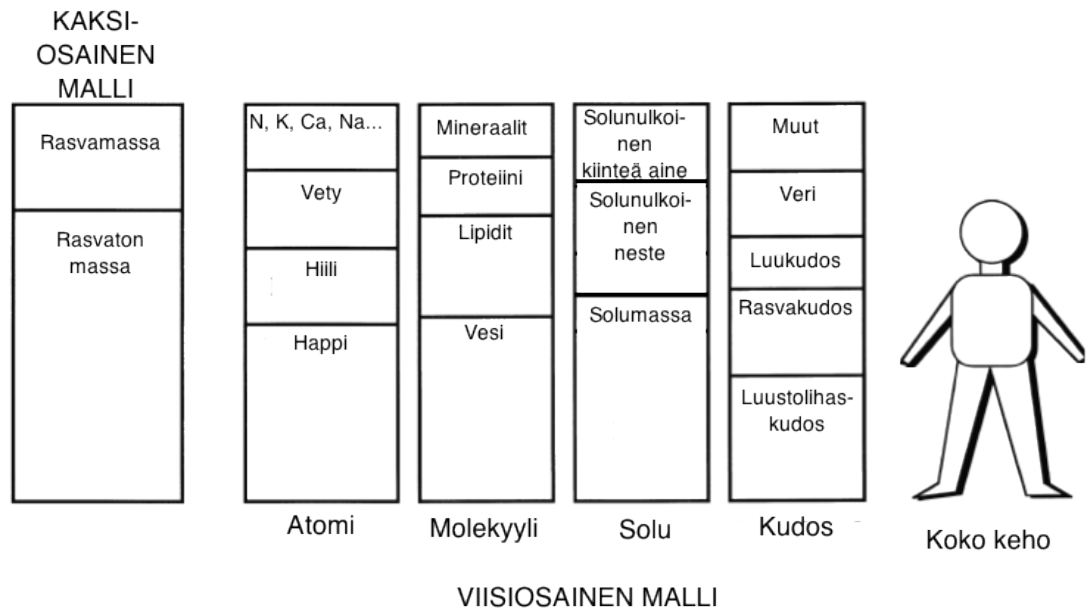 KAKSI-
OSAINEN
MALLI
Rasvamassa
Rasvaton
massa
N, K, Ca, Na...
Vety
Hiili
Happi
Atomi
Mineraalit
Proteiini
Lipidit
Vesi
Molekyyli
Solunulkoi-
nen
kiinteä aine
Solunulkoi-
nen
neste
Solumassa
Solu
Muut
Veri
Luukudos
Rasvakudos
Luustolihas-
kudos
Kudos
Koko keho
VIISIOSAINEN MALLI